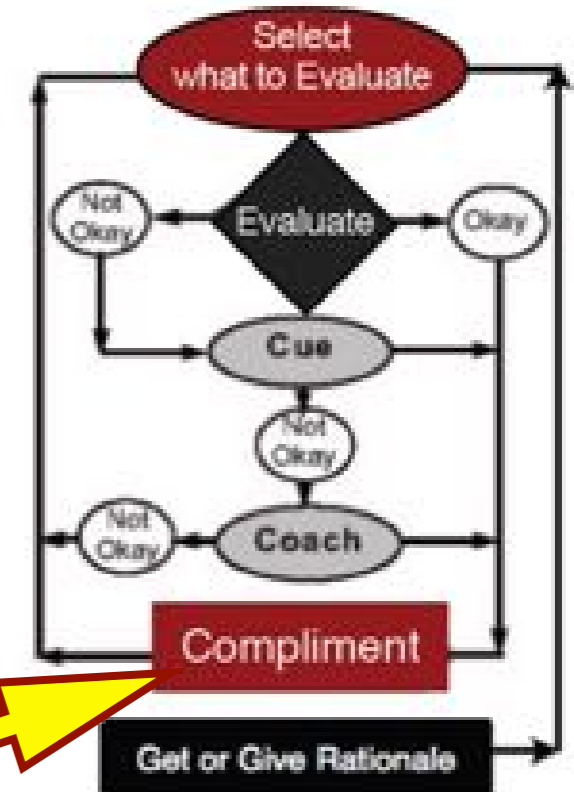 Select
what to Evaluate
Not
Okay
Evaluate
Okay
Cue
Not
Okay
Not
Okay
Coach
Compliment
Get or Give Rationale